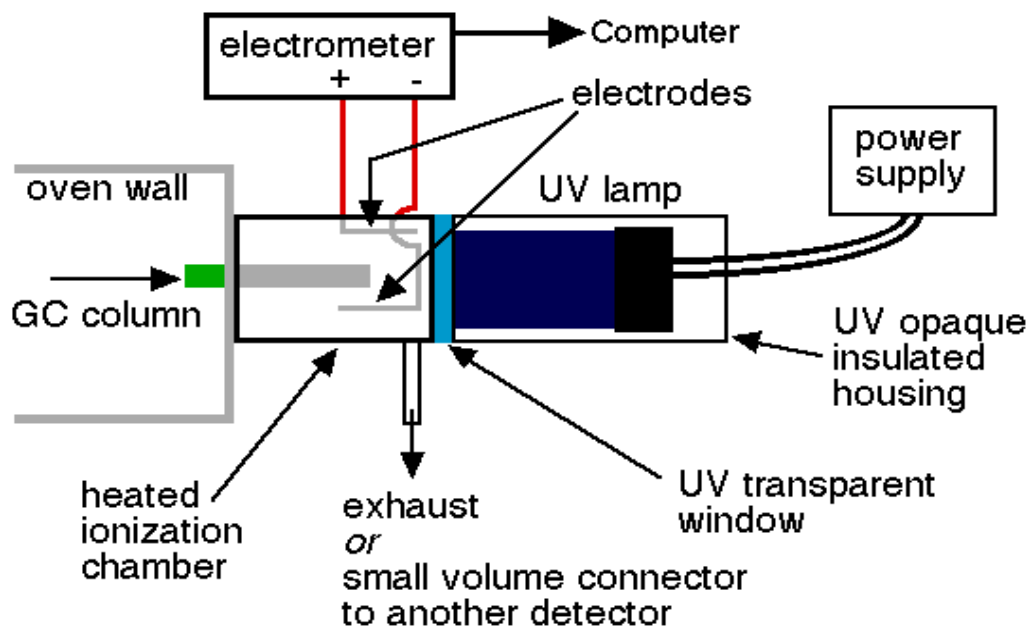 electrometer
+ -
Computer
electrodes
power
supply
oven wall
UV lamp
GC column
UV opaque
insulated
housing
heated
ionization
chamber
exhaust
or
small volume connector
to another detector
UV transparent
window